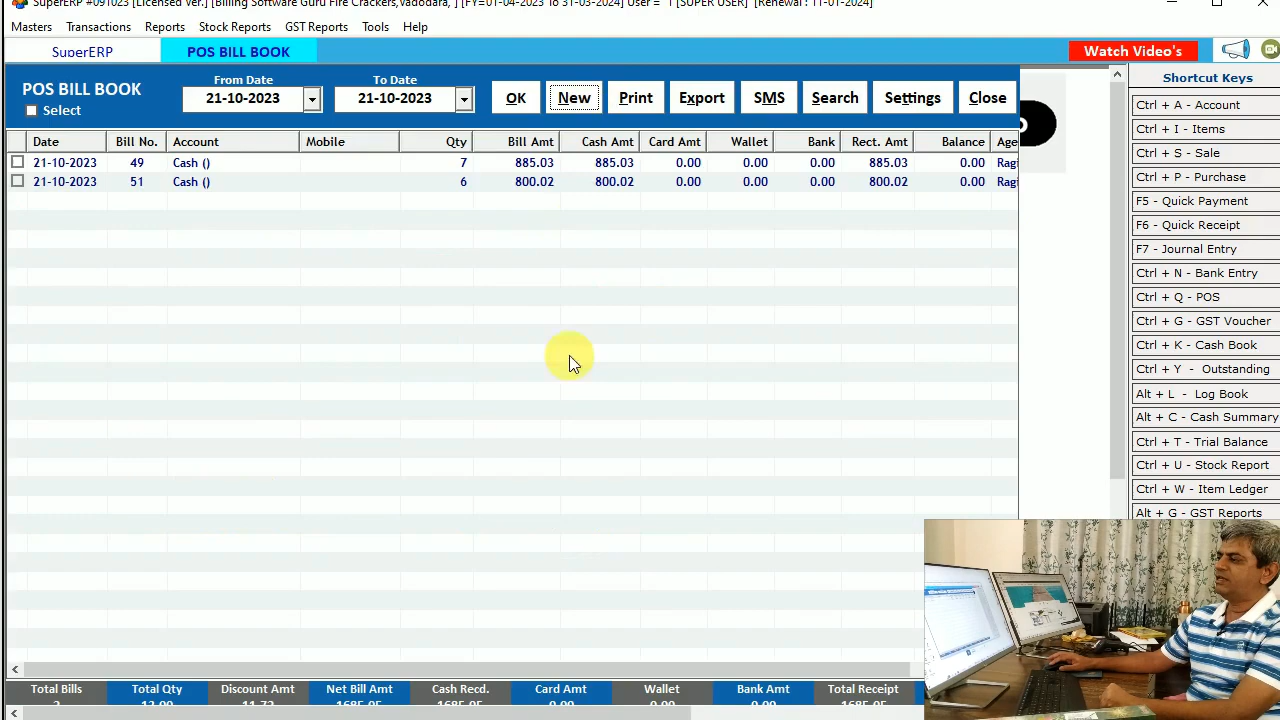 SuperERP #091023 [Licensed Ver.] [Billing Software Guru Fire Crackers,Vadodara, ] [FY=01-04-2023 To 31-03-2024] User = 1 [SUPER USER] [Renewal : 11-01-2024]
Masters Transactions Reports Stock Reports GST Reports Tools Help
SuperERP POS BILL BOOK Watch Video's
POS BILL BOOK
Select
From Date To Date
21-10-2023 21-10-2023
OK New Print Export SMS Search Settings Close
Date Bill No. Account Mobile Qty Bill Amt Cash Amt Card Amt Wallet Bank Rect. Amt Balance Age
21-10-2023 49 Cash () 7 885.03 885.03 0.00 0.00 0.00 885.03 0.00 Ragi
21-10-2023 51 Cash () 6 800.02 800.02 0.00 0.00 0.00 800.02 0.00 Ragi
Shortcut Keys
Ctrl + A - Account
Ctrl + I - Items
Ctrl + S - Sale
Ctrl + P - Purchase
F5 - Quick Payment
F6 - Quick Receipt
F7 - Journal Entry
Ctrl + N - Bank Entry
Ctrl + Q - POS
Ctrl + G - GST Voucher
Ctrl + K - Cash Book
Ctrl + Y - Outstanding
Alt + L - Log Book
Alt + C - Cash Summary
Ctrl + T - Trial Balance
Ctrl + U - Stock Report
Ctrl + W - Item Ledger
Alt + G - GST Reports
Total Bills Total Qty Discount Amt Net Bill Amt Cash Recd. Card Amt Wallet Bank Amt Total Receipt